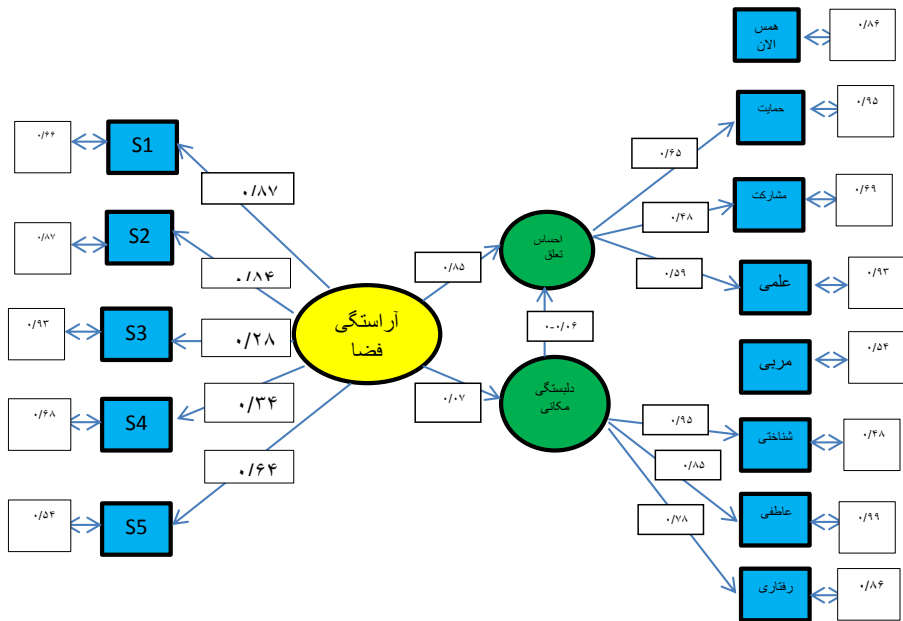 همس
الان
۰/۸۶
حمایت
۰/۹۵
مشارکت
۰/۶۹
علمی
۰/۹۳
مربی
۰/۵۴
شناختی
۰/۴۸
عاطفی
۰/۹۹
رفتاری
۰/۸۶
۰/۶۵
۰/۴۸
۰/۵۹
احساس
تعلق
۰-۰/۰۶
دلبستگی
مکانی
۰/۹۵
۰/۸۵
۰/۷۸
۰/۸۵
۰/۰۷
آراستگی
فضا
۰/۸۷
۰/۸۴
۰/۲۸
۰/۳۴
۰/۶۴
S1
۰/۶۶
S2
۰/۸۷
S3
۰/۹۳
S4
۰/۶۸
S5
۰/۵۴